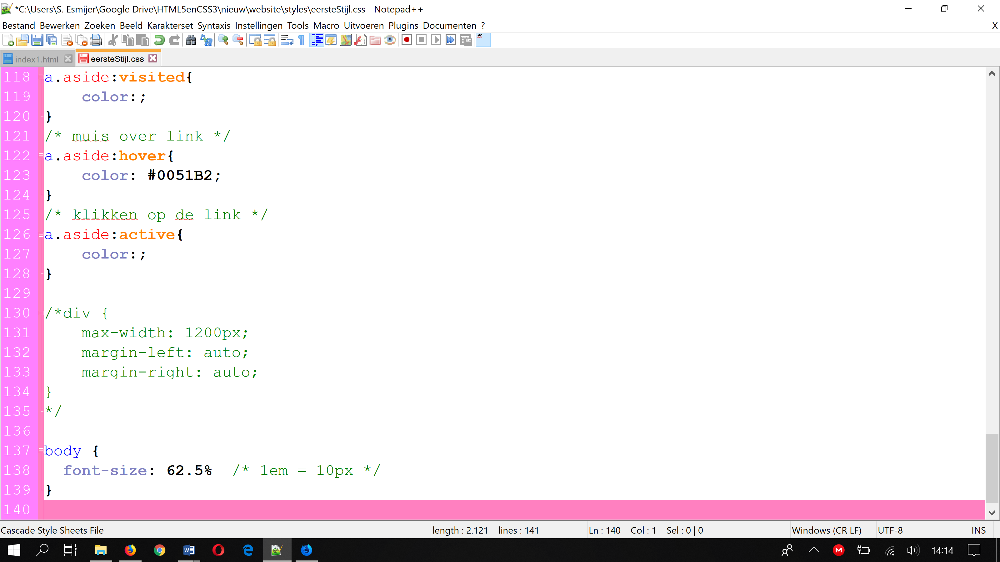 *C:\Users\S. Esmijer\Google Drive\HTML5enCSS3\nieuw\website\styles\eersteStijl.css - Notepad++
Bestand Bewerken Zoeken Beeld Karakterset Syntaxis Instellingen Tools Macro Uitvoeren Plugins Documenten ? X
ABC
index1.html eersteStijl.css
118 a.aside:visited{
119 color:;
120 }
121 /* muis over link */
122 a.aside:hover{
123 color: #0051B2;
124 }
125 /* klikken op de link */
126 a.aside:active{
127 color:;
128 }
129
130 /*div {
131 max-width: 1200px;
132 margin-left: auto;
133 margin-right: auto;
134 }
135 */
136
137 body {
138 font-size: 62.5% /* 1em = 10px */
139 }
140
Cascade Style Sheets File length : 2.121 lines : 141 Ln : 140 Col : 1 Sel : 0 | 0 Windows (CR LF) UTF-8 INS
14:14